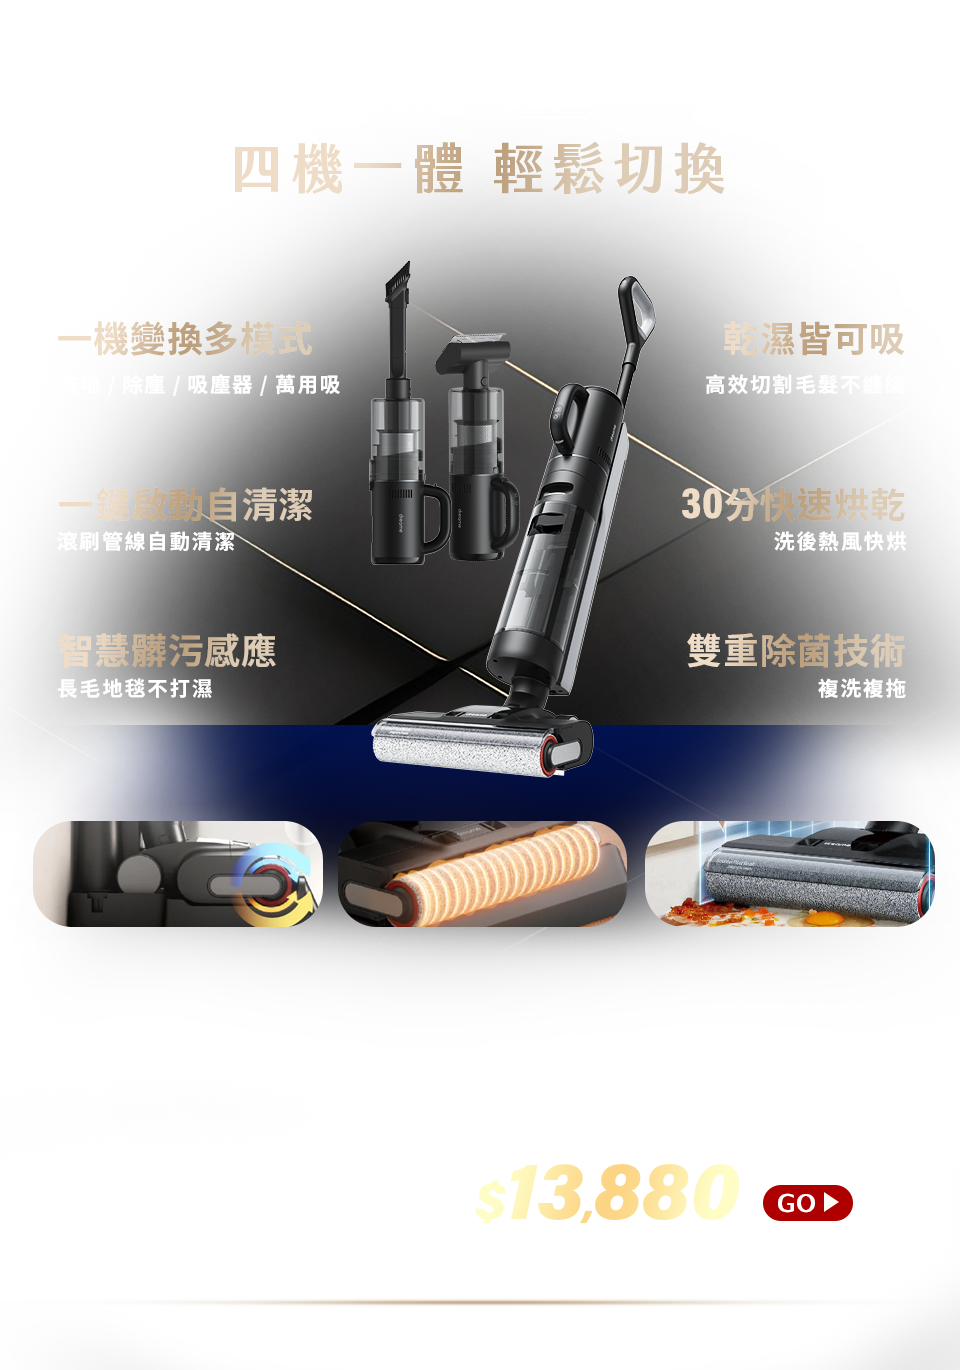 四機一體 輕鬆切換
一機變換多模式
/ 除塵 / 吸塵器 / 萬用吸
乾濕皆可吸
高效切割毛髮不纏繞
一鍵啟動自清潔
滾刷管線自動清潔
30分快速烘乾
洗後熱風快烘
智慧髒污感應
長毛地毯不打濕
雙重除菌技術
複洗複拖
$13,880
GO